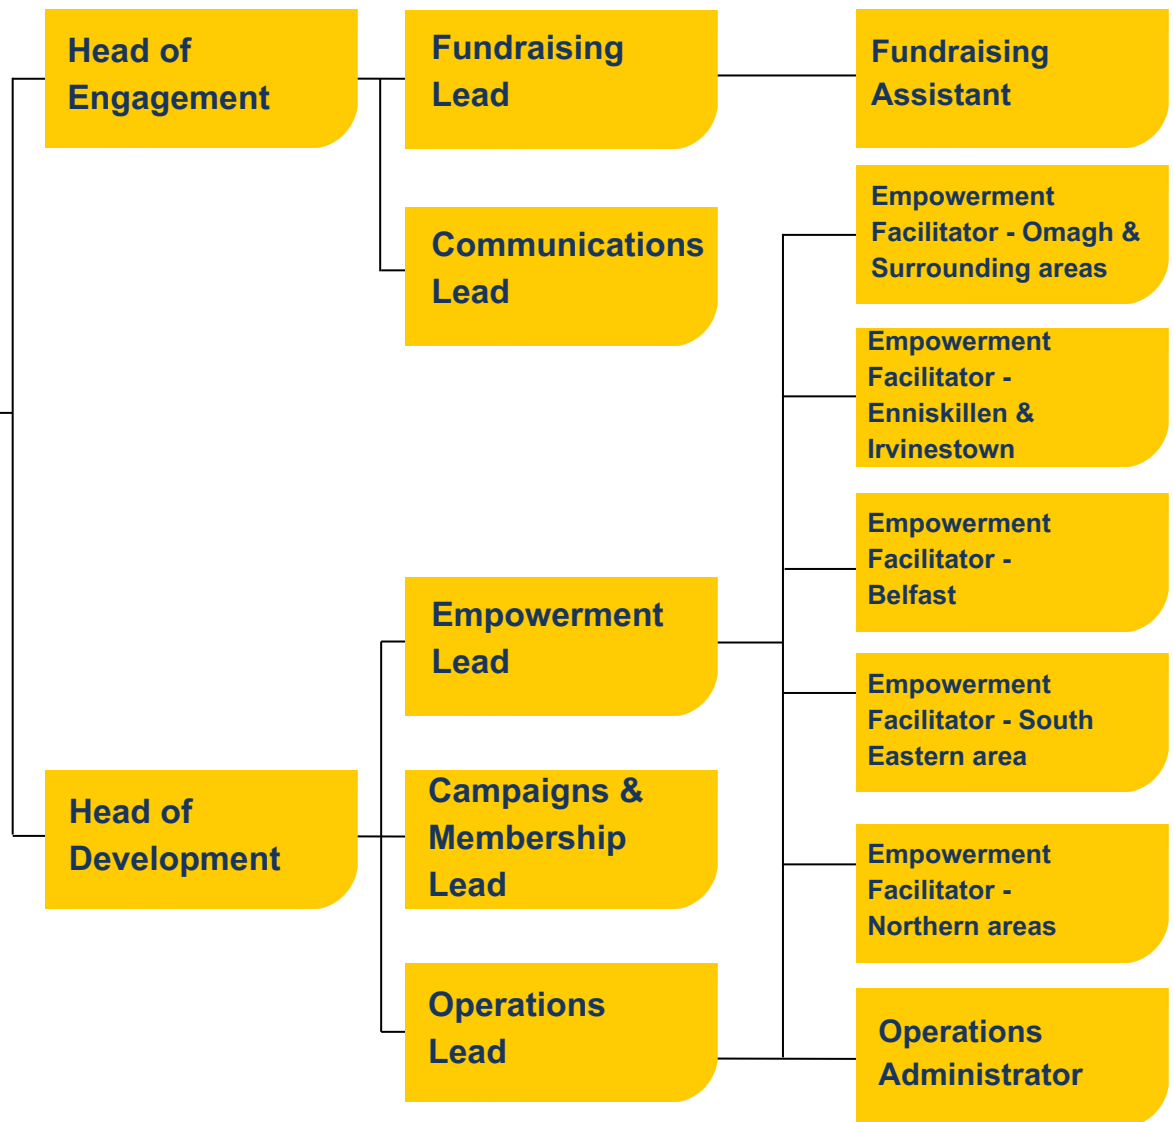 Head of
Engagement
Fundraising
Lead
Fundraising
Assistant
Communications
Lead
Empowerment
Facilitator - Omagh &
Surrounding areas
Empowerment
Facilitator -
Enniskillen &
Irvinestown
Empowerment
Facilitator -
Belfast
Empowerment
Lead
Empowerment
Facilitator - South
Eastern area
Head of
Development
Campaigns &
Membership
Lead
Empowerment
Facilitator -
Northern areas
Operations
Lead
Operations
Administrator